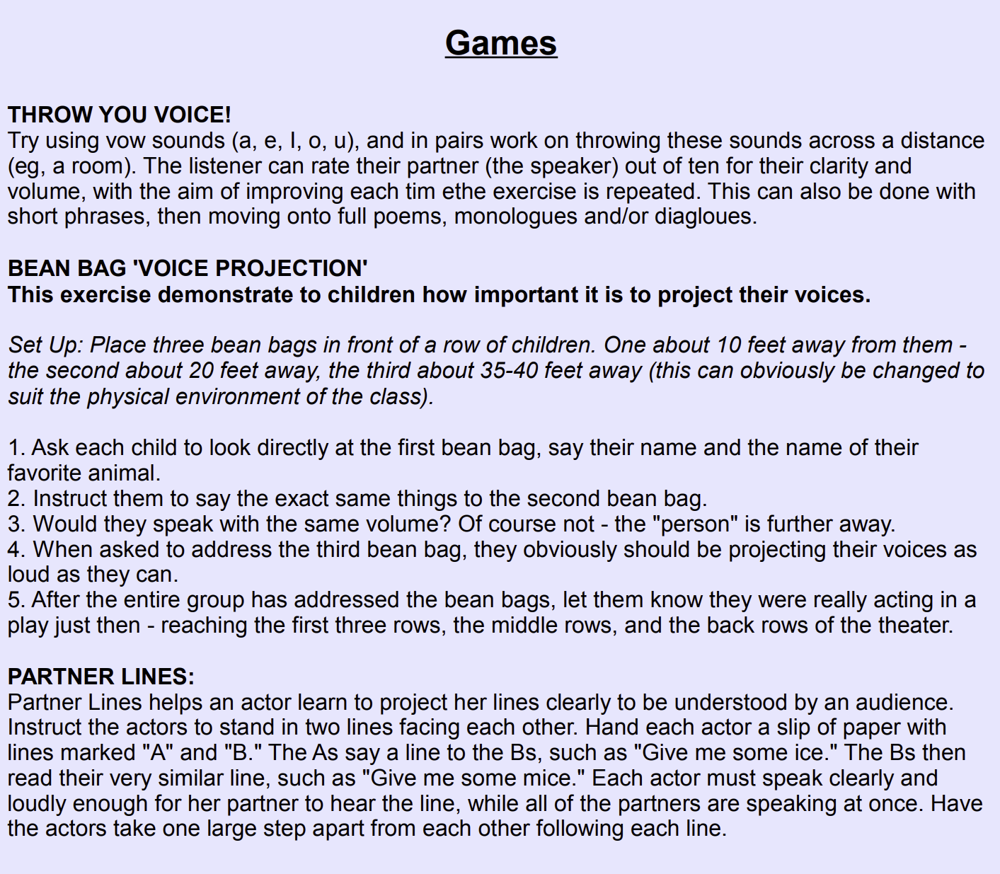 Games
THROW YOU VOICE!
Try using vow sounds (a, e, I, o, u), and in pairs work on throwing these sounds across a distance
(eg, a room). The listener can rate their partner (the speaker) out of ten for their clarity and
volume, with the aim of improving each tim ethe exercise is repeated. This can also be done with
short phrases, then moving onto full poems, monologues and/or diagloues.
BEAN BAG 'VOICE PROJECTION'
This exercise demonstrate to children how important it is to project their voices.
Set Up: Place three bean bags in front of a row of children. One about 10 feet away from them -
the second about 20 feet away, the third about 35-40 feet away (this can obviously be changed to
suit the physical environment of the class).
1. Ask each child to look directly at the first bean bag, say their name and the name of their
favorite animal.
2. Instruct them to say the exact same things to the second bean bag.
3. Would they speak with the same volume? Of course not - the "person" is further away.
4. When asked to address the third bean bag, they obviously should be projecting their voices as
loud as they can.
5. After the entire group has addressed the bean bags, let them know they were really acting in a
play just then - reaching the first three rows, the middle rows, and the back rows of the theater.
PARTNER LINES:
Partner Lines helps an actor learn to project her lines clearly to be understood by an audience.
Instruct the actors to stand in two lines facing each other. Hand each actor a slip of paper with
lines marked "A" and "B." The As say a line to the Bs, such as "Give me some ice." The Bs then
read their very similar line, such as "Give me some mice." Each actor must speak clearly and
loudly enough for her partner to hear the line, while all of the partners are speaking at once. Have
the actors take one large step apart from each other following each line.